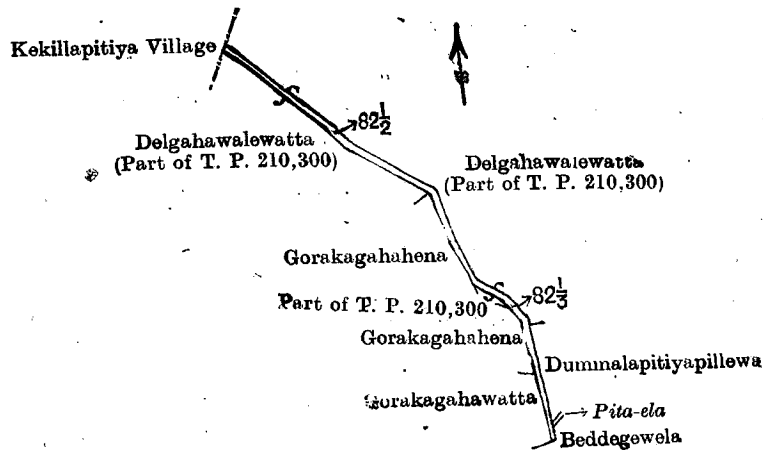 Kekillapitiya Village
82½
Delgahawalewatta
(Part of T. P. 210,300)
Delgahawalewatta
(Part of T. P. 210,300)
Gorakagahahena
82⅓
Part of T. P. 210,300
Gorakagahahena
Dummalapitiyapillewa
Gorakagahawatta
Pita-ela
Beddegewela